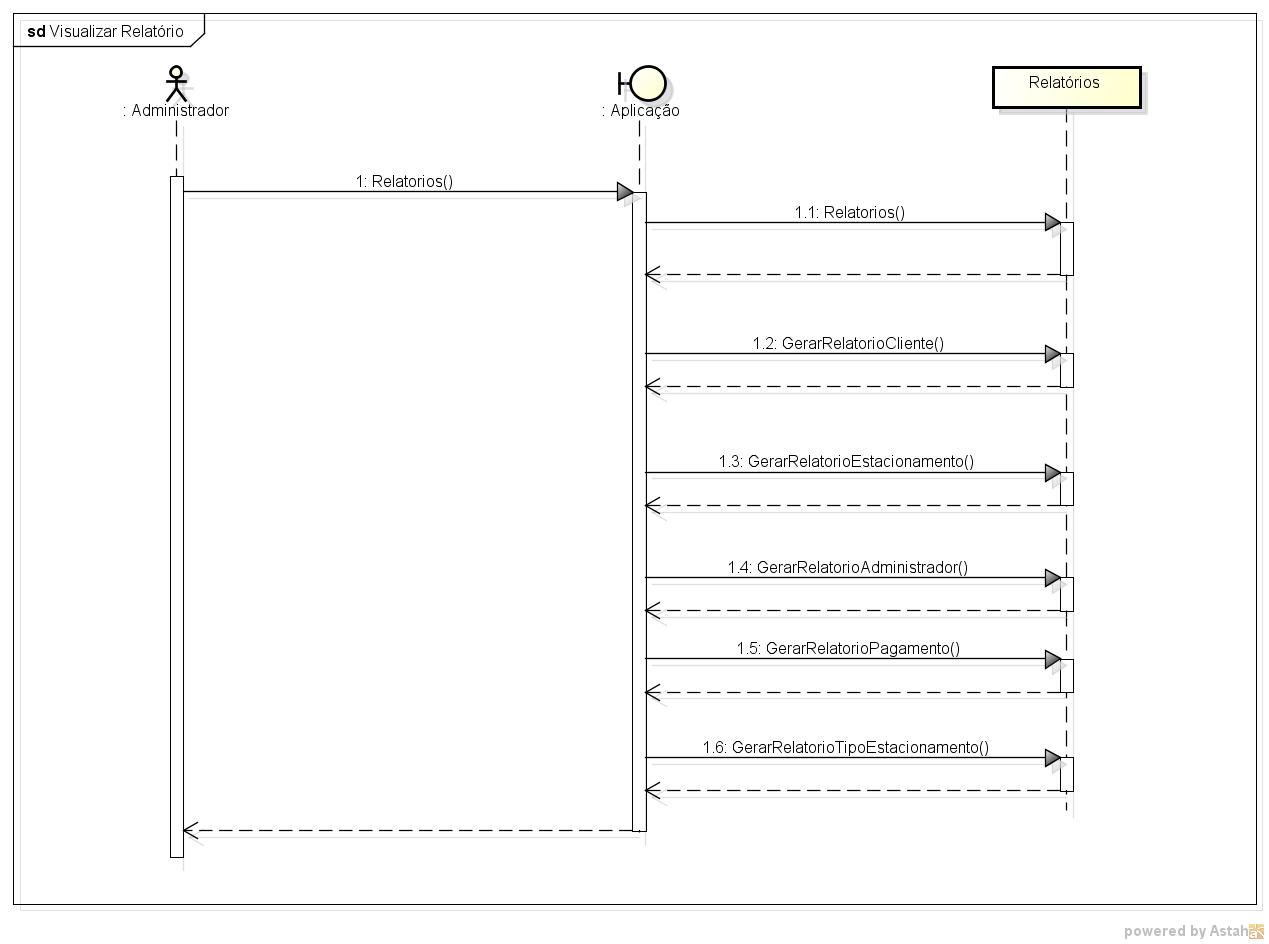 sd Visualizar Relatório
: Administrador
: Aplicação
Relatórios
1: Relatorios()
1.1: Relatorios()
1.2: GerarRelatorioCliente()
1.3: GerarRelatorioEstacionamento()
1.4: GerarRelatorioAdministrador()
1.5: GerarRelatorioPagamento()
1.6: GerarRelatorioTipoEstacionamento()
powered by Astah